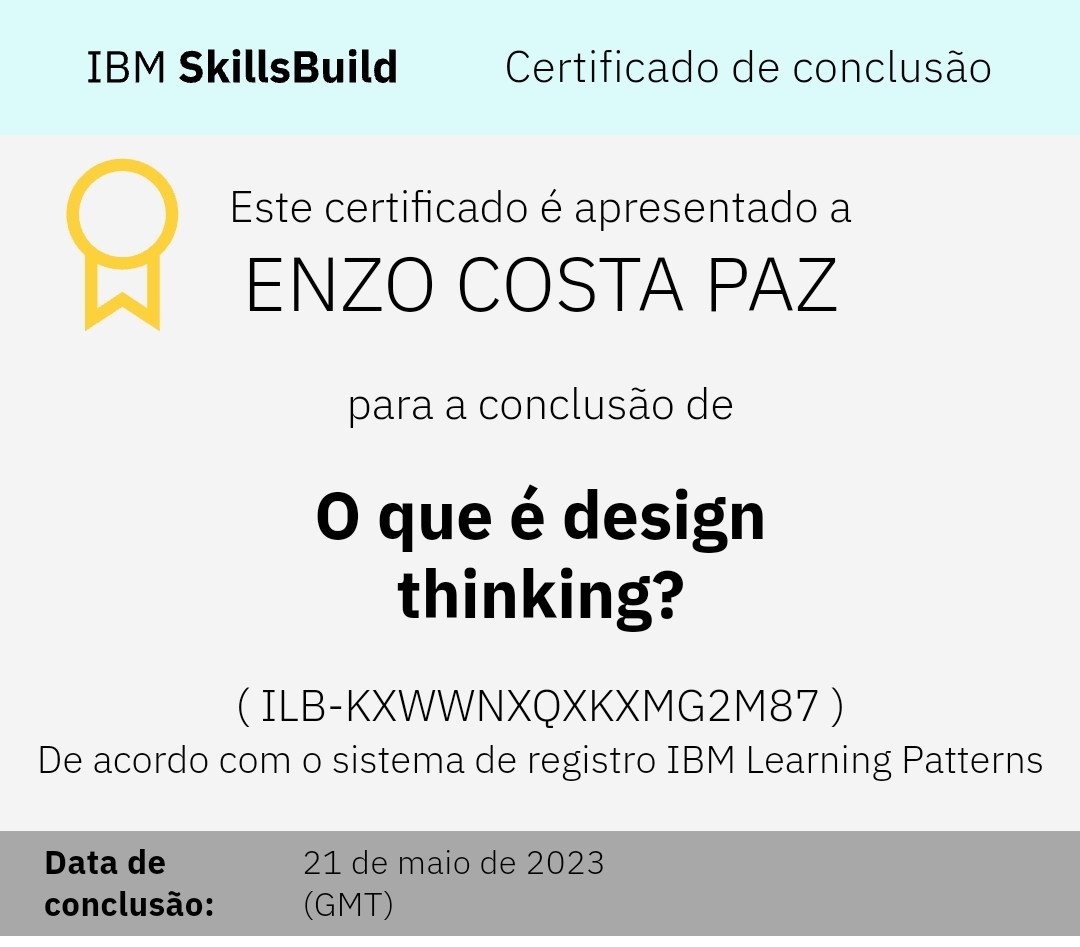 IBM SkillsBuild Certificado de conclusão
Este certificado é apresentado a
ENZO COSTA PAZ
para a conclusão de
O que é design
thinking?
( ILB-KXWWNXQXKXMG2M87 )
De acordo com o sistema de registro IBM Learning Patterns
Data de 21 de maio de 2023
conclusão: (GMT)